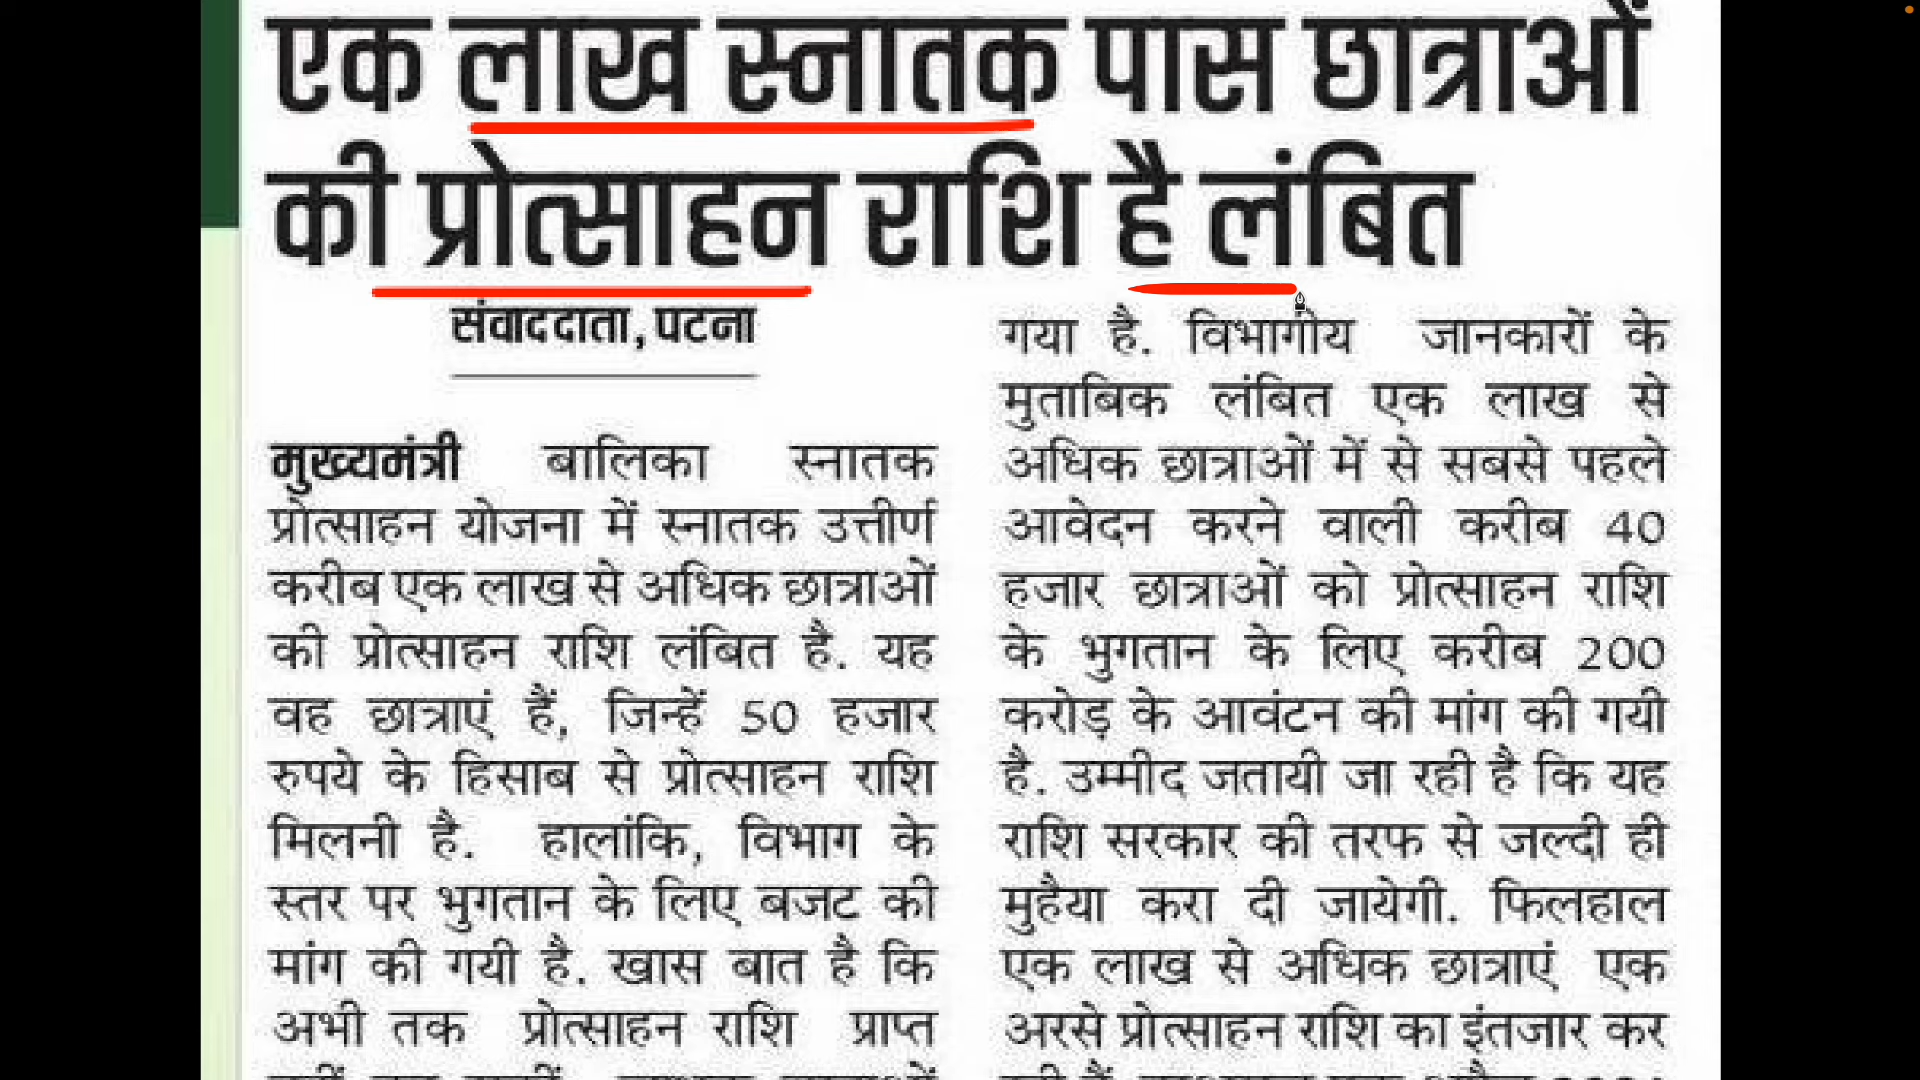 एक लाख स्नातक पास छात्राओं
की प्रोत्साहन राशि है लंबित
संवाददाता, पटना
मुख्यमंत्री बालिका स्नातक
प्रोत्साहन योजना में स्नातक उत्तीर्ण
करीब एक लाख से अधिक छात्राओं
की प्रोत्साहन राशि लंबित है. यह
वह छात्राएं हैं, जिन्हें 50 हजार
रुपये के हिसाब से प्रोत्साहन राशि
मिलनी है. हालांकि, विभाग के
स्तर पर भुगतान के लिए बजट की
मांग की गयी है. खास बात है कि
अभी तक प्रोत्साहन राशि प्राप्त
गया है. विभागीय जानकारों के
मुताबिक लंबित एक लाख से
अधिक छात्राओं में से सबसे पहले
आवेदन करने वाली करीब 40
हजार छात्राओं को प्रोत्साहन राशि
के भुगतान के लिए करीब 200
करोड़ के आवंटन की मांग की गयी
है. उम्मीद जतायी जा रही है कि यह
राशि सरकार की तरफ से जल्दी ही
मुहैया करा दी जायेगी. फिलहाल
एक लाख से अधिक छात्राएं एक
अरसे प्रोत्साहन राशि का इंतजार कर